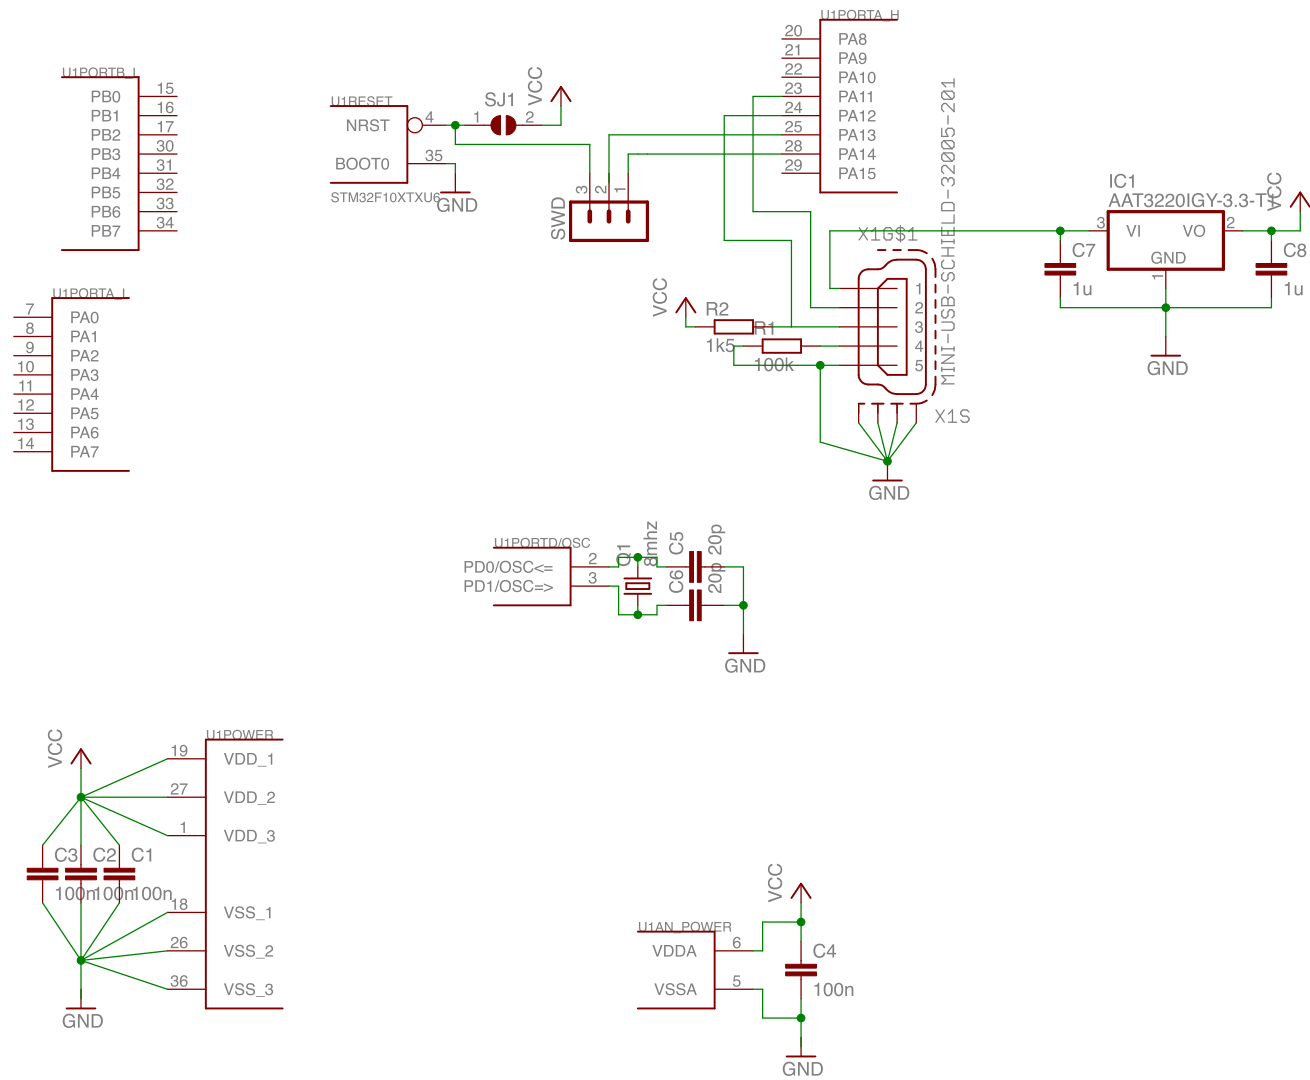 U1PORTA_H
20 PA8
21 PA9
22 PA10
23 PA11
24 PA12
25 PA13
28 PA14
29 PA15
U1PORTB_L
PB0 15
PB1 16
PB2 17
PB3 30
PB4 31
PB5 32
PB6 33
PB7 34
U1RESET
NRST 4
BOOT0 35
STM32F10XTXU6
GND
1 SJ1 2
VCC
SWD
3 2 1
MINI-USB-SCHIELD-32005-201
X1G$1
1
2
3
4
5
X1S
GND
VCC
R2
1k5
R1
100k
IC1
AAT3220IGY-3.3-T1
3 VI VO 2
GND
1
C7
1u
C8
1u
VCC
GND
U1PORTA_L
7 PA0
8 PA1
9 PA2
10 PA3
11 PA4
12 PA5
13 PA6
14 PA7
U1PORTD/OSC
PD0/OSC<= 2
PD1/OSC=> 3
Q1
8mhz
C5
20p
C6
20p
GND
VCC
U1POWER
19 VDD_1
27 VDD_2
1 VDD_3
C3 C2 C1
100n 100n 100n
18 VSS_1
26 VSS_2
36 VSS_3
GND
VCC
U1AN_POWER
VDDA 6
VSSA 5
C4
100n
GND